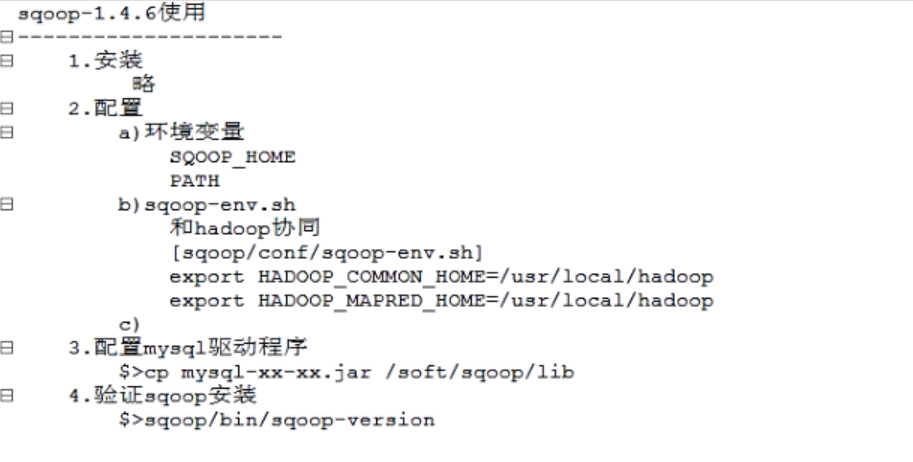 sqoop-1.4.6使用
---------------------
1.安装
略
2.配置
a)环境变量
SQOOP_HOME
PATH
b)sqoop-env.sh
和hadoop协同
[sqoop/conf/sqoop-env.sh]
export HADOOP_COMMON_HOME=/usr/local/hadoop
export HADOOP_MAPRED_HOME=/usr/local/hadoop
c)
3.配置mysql驱动程序
$>cp mysql-xx-xx.jar /soft/sqoop/lib
4.验证sqoop安装
$>sqoop/bin/sqoop-version